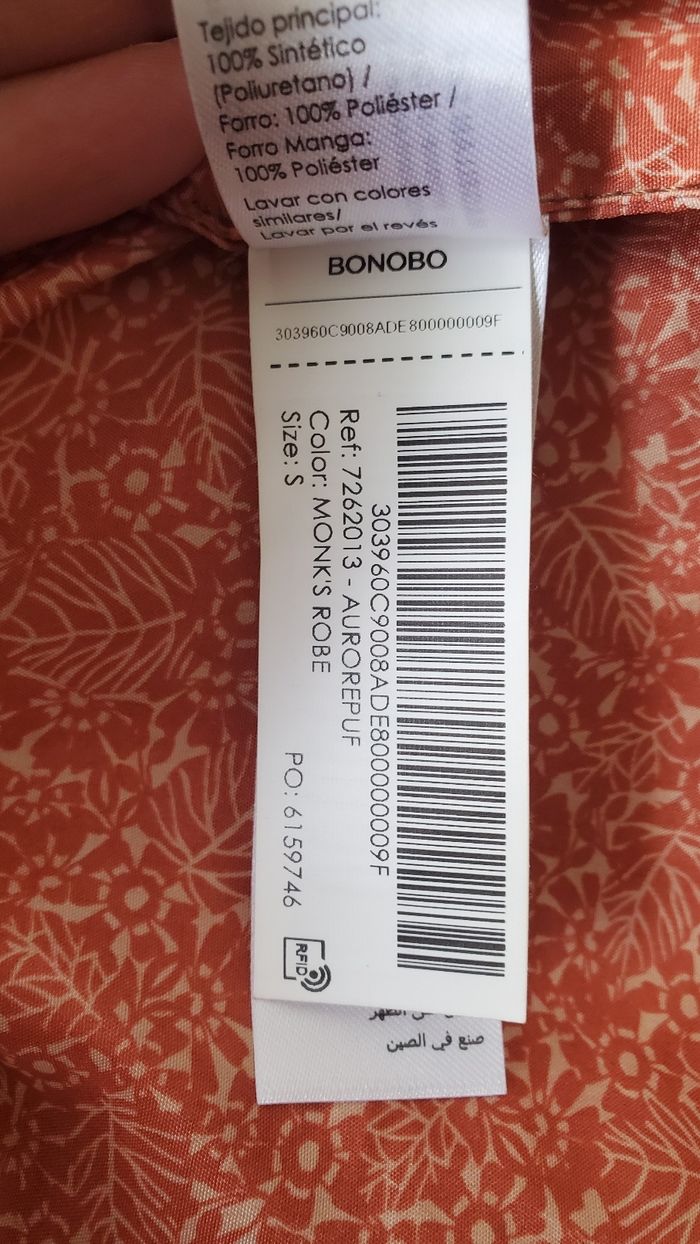 Tejido principal:
100% Sintético
(Poliuretano) /
Forro: 100% Poliéster /
Forro Manga:
100% Poliéster
Lavar con colores
similares/
Lavar por el revés
BONOBO
303960C9008ADE800000009F
303960C9008ADE800000009F
Ref: 7262013 - AUROREPUF
Color: MONK'S ROBE
Size: S
PO: 6159746
RFID
صنع في الصين